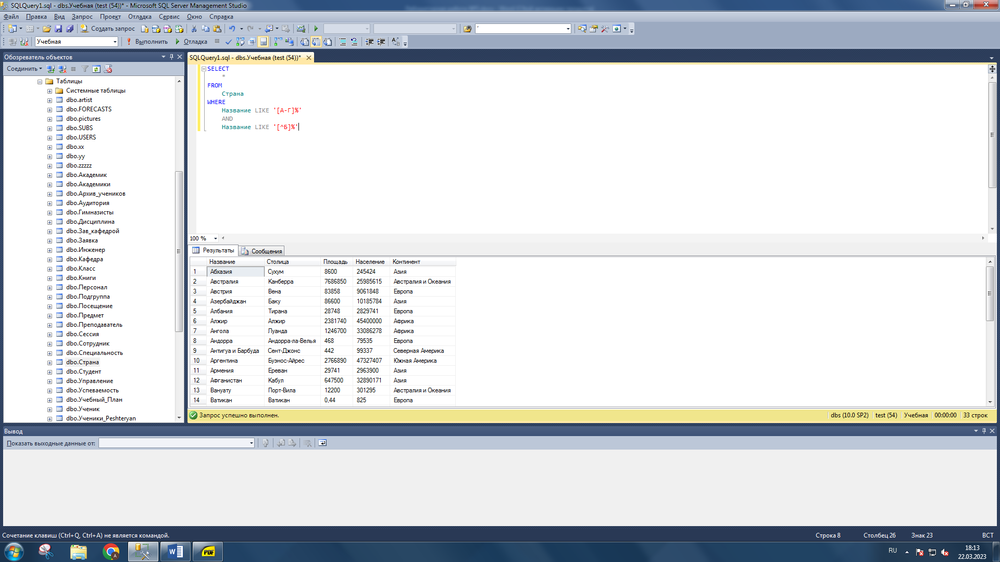 SQLQuery1.sql - dbs.Учебная (test (54))* - Microsoft SQL Server Management Studio
Файл Правка Вид Запрос Проект Отладка Сервис Окно Справка
Создать запрос '
Учебная Выполнить Отладка
Обозреватель объектов
SQLQuery1.sql - dbs.Учебная (test (54))*
Соединить
Таблицы
Системные таблицы
dbo.artist
dbo.FORECASTS
dbo.pictures
dbo.SUBS
dbo.USERS
dbo.xx
dbo.yy
dbo.zzzzz
dbo.Академик
dbo.Академики
dbo.Архив_учеников
dbo.Аудитория
dbo.Гимназисты
dbo.Дисциплина
dbo.Зав_кафедрой
dbo.Заявка
dbo.Инженер
dbo.Кафедра
dbo.Класс
dbo.Книги
dbo.Персонал
dbo.Подгруппа
dbo.Посещение
dbo.Предмет
dbo.Преподаватель
dbo.Сессия
dbo.Сотрудник
dbo.Специальность
dbo.Страна
dbo.Студент
dbo.Управление
dbo.Успеваемость
dbo.Учебный_План
dbo.Ученик
dbo.Ученики_Peshteryan
SELECT
*
FROM
Страна
WHERE
Название LIKE '[А-Г]%'
AND
Название LIKE '[^Б]%'
100 %
Результаты Сообщения
Название Столица Площадь Население Континент
1 Абхазия Сухум 8600 245424 Азия
2 Австралия Канберра 7686850 25985615 Австралия и Океания
3 Австрия Вена 83858 9061848 Европа
4 Азербайджан Баку 86600 10185784 Азия
5 Албания Тирана 28748 2829741 Европа
6 Алжир Алжир 2381740 45400000 Африка
7 Ангола Луанда 1246700 33086278 Африка
8 Андорра Андорра-ла-Велья 468 79535 Европа
9 Антигуа и Барбуда Сент-Джонс 442 99337 Северная Америка
10 Аргентина Буэнос-Айрес 2766890 47327407 Южная Америка
11 Армения Ереван 29741 2963900 Азия
12 Афганистан Кабул 647500 32890171 Азия
13 Вануату Порт-Вила 12200 301295 Австралия и Океания
14 Ватикан Ватикан 0,44 825 Европа
Запрос успешно выполнен. dbs (10.0 SP2) test (54) Учебная 00:00:00 33 строк
Вывод
Показать выходные данные от:
Сочетание клавиш (Ctrl+Q, Ctrl+A) не является командой. Строка 8 Столбец 26 Знак 23 ВСТ
A W PDF RU 18:13
22.03.2023